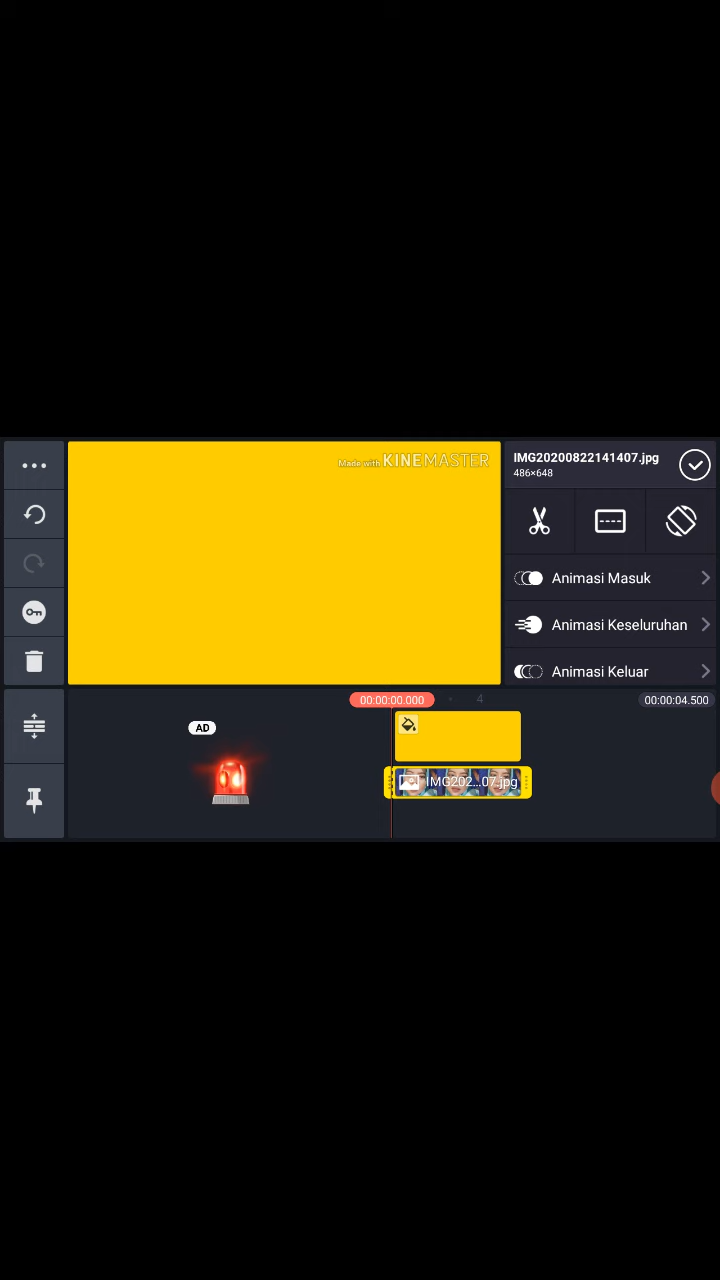 Made with KINEMASTER
IMG20200822141407.jpg
486×648
Animasi Masuk
Animasi Keseluruhan
Animasi Keluar
00:00:00.000
4
00:00:04.500
AD
IMG202...07.jpg